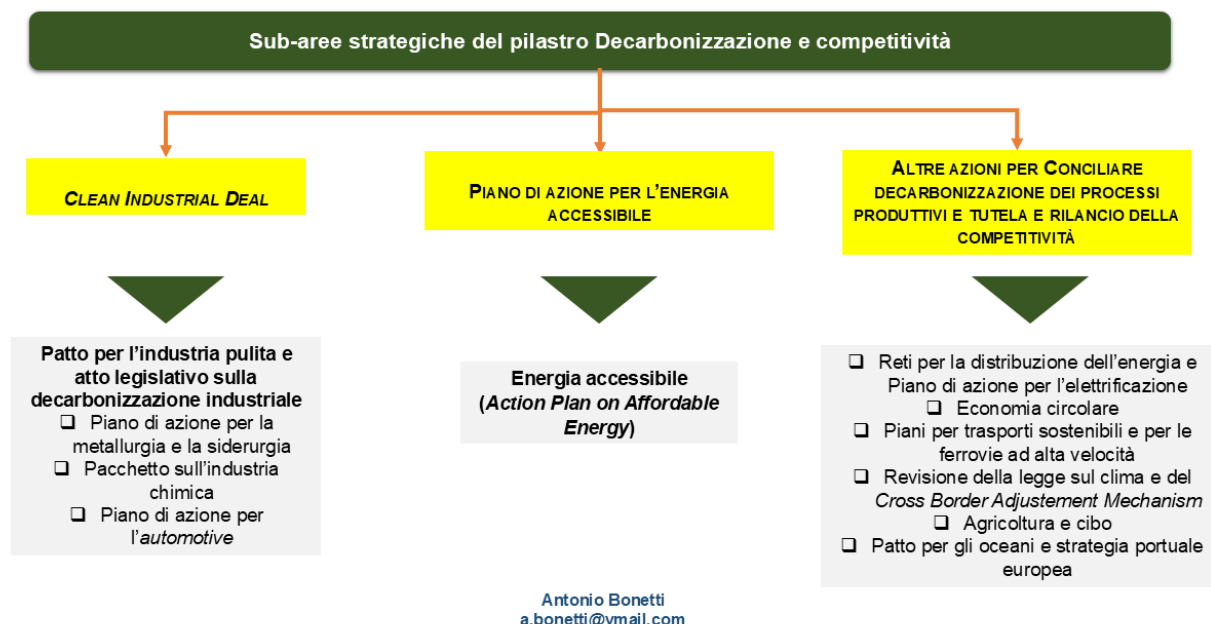 Sub-aree strategiche del pilastro Decarbonizzazione e competitività
CLEAN INDUSTRIAL DEAL
PIANO DI AZIONE PER L'ENERGIA
ACCESSIBILE
ALTRE AZIONI PER CONCILIARE
DECARBONIZZAZIONE DEI PROCESSI
PRODUTTIVI E TUTELA E RILANCIO DELLA
COMPETITIVITÀ
Patto per l'industria pulita e
atto legislativo sulla
decarbonizzazione industriale
❑ Piano di azione per la
metallurgia e la siderurgia
❑ Pacchetto sull'industria
chimica
❑ Piano di azione per
l'automotive
Energia accessibile
(Action Plan on Affordable
Energy)
❑ Reti per la distribuzione dell'energia e
Piano di azione per l'elettrificazione
❑ Economia circolare
❑ Piani per trasporti sostenibili e per le
ferrovie ad alta velocità
❑ Revisione della legge sul clima e del
Cross Border Adjustement Mechanism
❑ Agricoltura e cibo
❑ Patto per gli oceani e strategia portuale
europea
Antonio Bonetti
a.bonetti@ymail.com